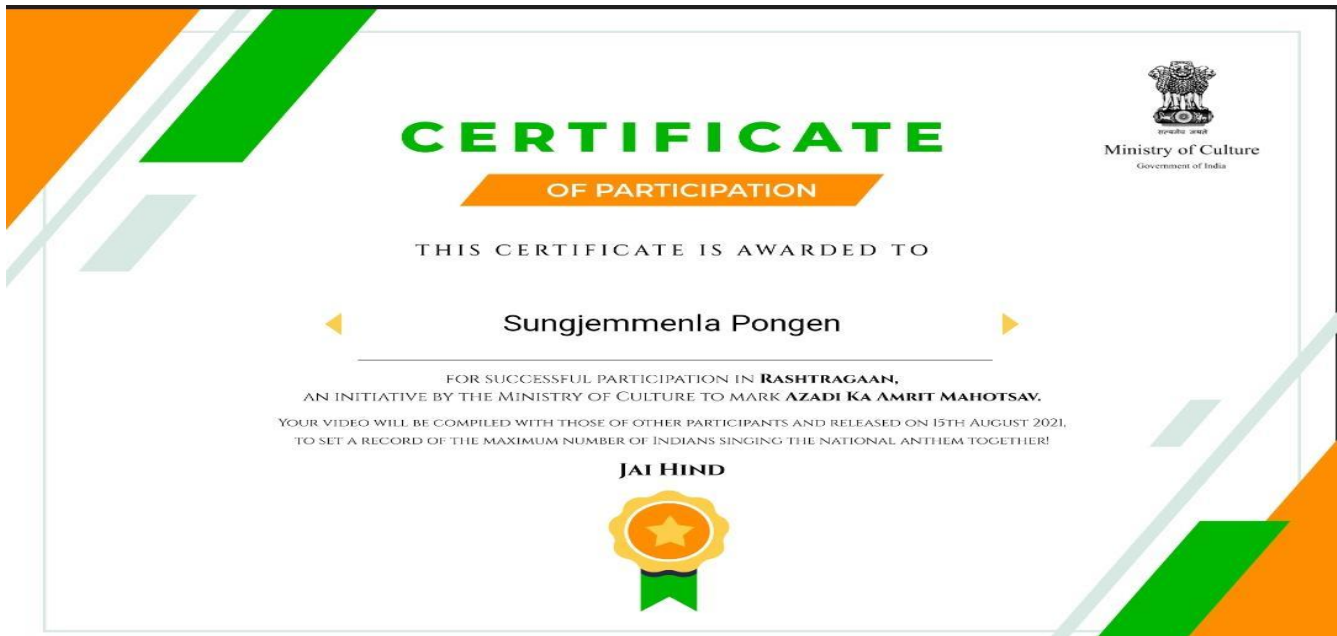 CERTIFICATE
OF PARTICIPATION
सत्यमेव जयते
Ministry of Culture
Government of India
THIS CERTIFICATE IS AWARDED TO
Sungjemmenla Pongen
FOR SUCCESSFUL PARTICIPATION IN RASHTRAGAAN,
AN INITIATIVE BY THE MINISTRY OF CULTURE TO MARK AZADI KA AMRIT MAHOTSAV.
YOUR VIDEO WILL BE COMPILED WITH THOSE OF OTHER PARTICIPANTS AND RELEASED ON 15TH AUGUST 2021,
TO SET A RECORD OF THE MAXIMUM NUMBER OF INDIANS SINGING THE NATIONAL ANTHEM TOGETHER!
JAI HIND